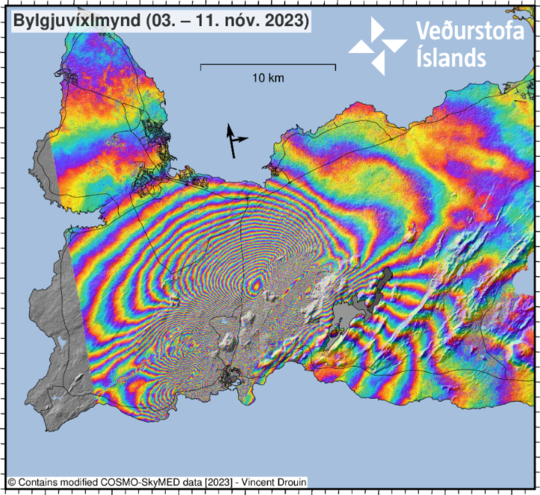 Bylgjuvíxlmynd (03. – 11. nóv. 2023)
Veðurstofa
Íslands
10 km
© Contains modified COSMO-SkyMED data [2023] - Vincent Drouin